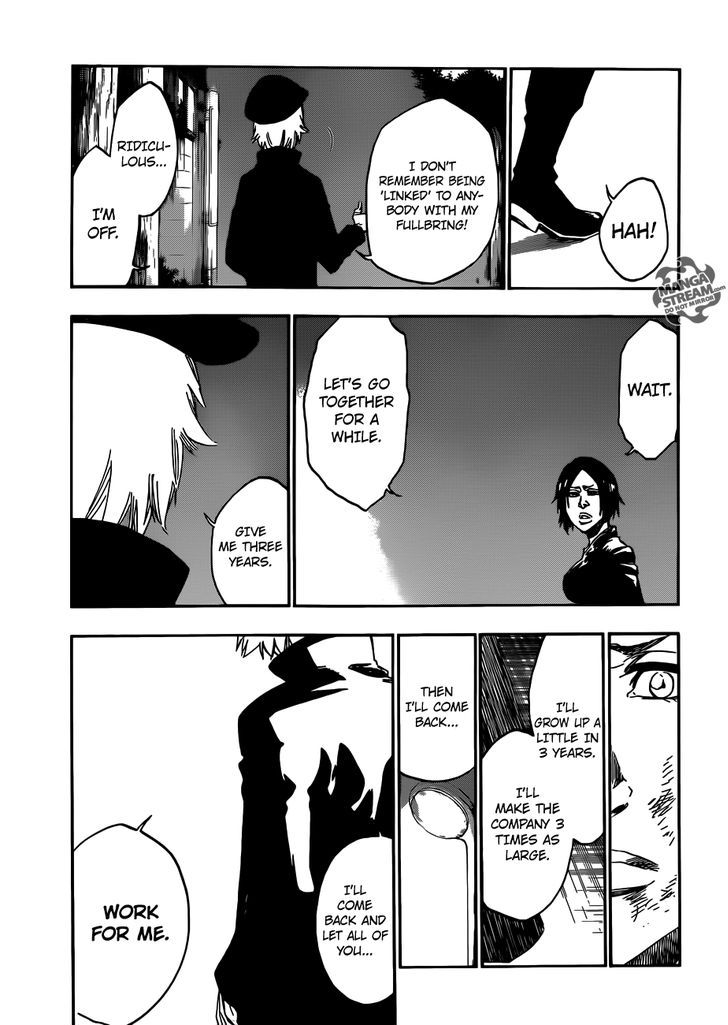 HAH!
I DON'T
REMEMBER BEING
'LINKED' TO ANY-
BODY WITH MY
FULLBRING!
RIDICU-
LOUS...
I'M
OFF.
MANGA
STREAM.com
DO NOT MIRROR
WAIT.
LET'S GO
TOGETHER
FOR A
WHILE.
GIVE
ME THREE
YEARS.
I'LL
GROW UP A
LITTLE IN
3 YEARS.
I'LL
MAKE THE
COMPANY 3
TIMES AS
LARGE.
THEN
I'LL COME
BACK...
I'LL
COME
BACK AND
LET ALL OF
YOU...
WORK
FOR ME.